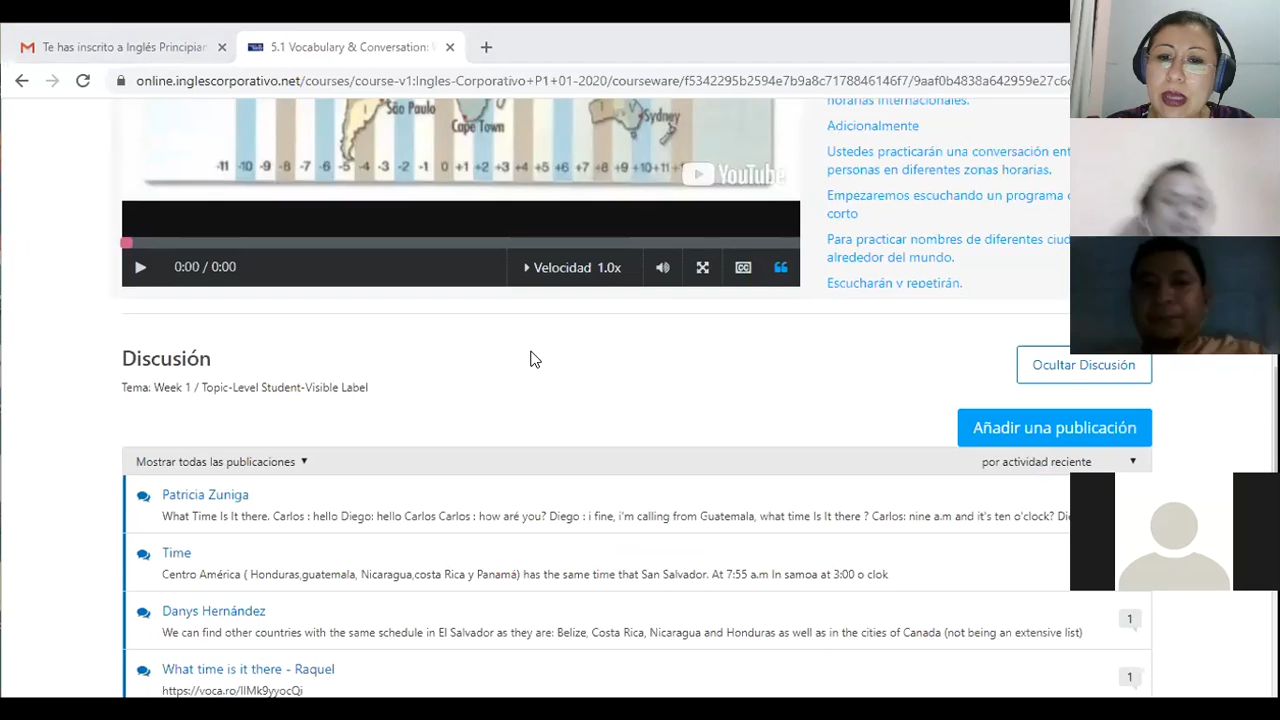 Te has inscrito a Inglés Principian
5.1 Vocabulary & Conversation: W
online.inglescorporativo.net/courses/course-v1:Ingles-Corporativo+P1+01-2020/courseware/f5342295b2594e7b9a8c7178846146f7/9aaf0b4838a642959e27c6c
São Paulo
Cape Town
Sydney
-11 -10 -9 -8 -7 -6 -5 -4 -3 -2 -1 0 +1 +2 +3 +4 +5 +6 +7 +8 +9 +10 +11
YouTube
0:00 / 0:00
Velocidad 1.0x
horarias internacionales.
Adicionalmente
Ustedes practicarán una conversación ent
personas en diferentes zonas horarias.
Empezaremos escuchando un programa
corto
Para practicar nombres de diferentes ciud
alrededor del mundo.
Escucharán y repetirán.
Discusión
Tema: Week 1 / Topic-Level Student-Visible Label
Ocultar Discusión
Añadir una publicación
Mostrar todas las publicaciones
por actividad reciente
Patricia Zuniga
What Time Is It there. Carlos : hello Diego: hello Carlos Carlos : how aré you? Diego : i fine, i'm calling from Guatemala, what time Is It there ? Carlos: nine a.m and it's ten o'clock? Di
Time
Centro América ( Honduras,guatemala, Nicaragua,costa Rica y Panamá) has the same time that San Salvador. At 7:55 a.m In samoa at 3:00 o clok
Danys Hernández
We can find other countries with the same schedule in El Salvador as they are: Belize, Costa Rica, Nicaragua and Honduras as well as in the cities of Canada (not being an extensive list)
1
What time is it there - Raquel
https://voca.ro/IIMk9yyocQi
1